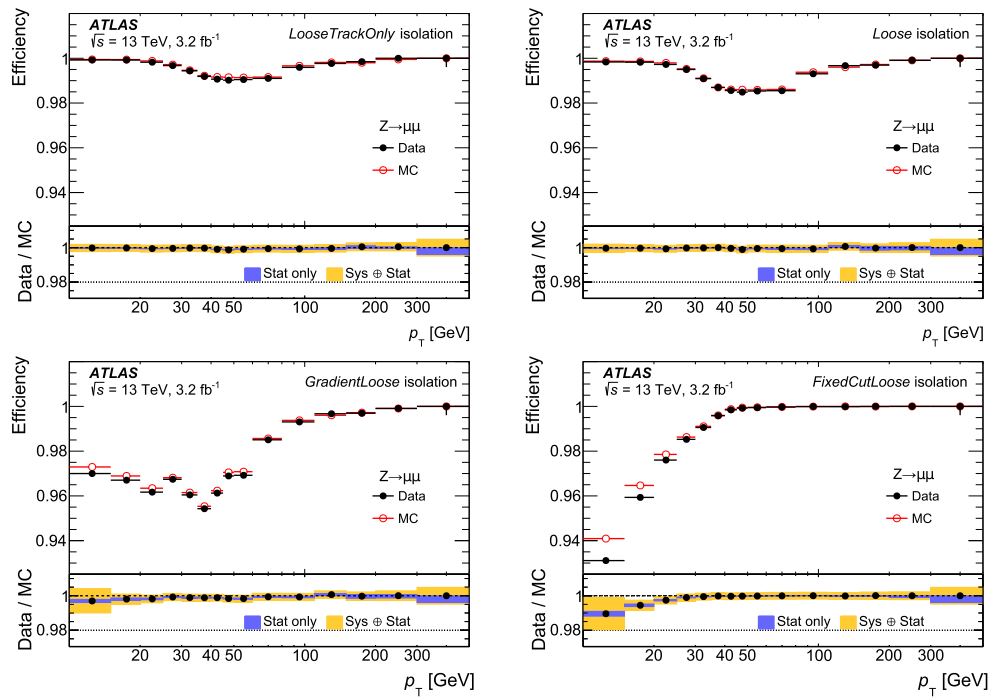 Efficiency
ATLAS
√s = 13 TeV, 3.2 fb⁻¹
LooseTrackOnly isolation
Z→μμ
Data
MC
1
0.98
0.96
0.94
Data / MC
1
0.98
Stat only
Sys ⊕ Stat
20 30 40 50 100 200 300
p_T [GeV]
Efficiency
ATLAS
√s = 13 TeV, 3.2 fb⁻¹
Loose isolation
Z→μμ
Data
MC
1
0.98
0.96
0.94
Data / MC
1
0.98
Stat only
Sys ⊕ Stat
20 30 40 50 100 200 300
p_T [GeV]
Efficiency
ATLAS
√s = 13 TeV, 3.2 fb⁻¹
GradientLoose isolation
Z→μμ
Data
MC
1
0.98
0.96
0.94
Data / MC
1
0.98
Stat only
Sys ⊕ Stat
20 30 40 50 100 200 300
p_T [GeV]
Efficiency
ATLAS
√s = 13 TeV, 3.2 fb⁻¹
FixedCutLoose isolation
Z→μμ
Data
MC
1
0.98
0.96
0.94
Data / MC
1
0.98
Stat only
Sys ⊕ Stat
20 30 40 50 100 200 300
p_T [GeV]